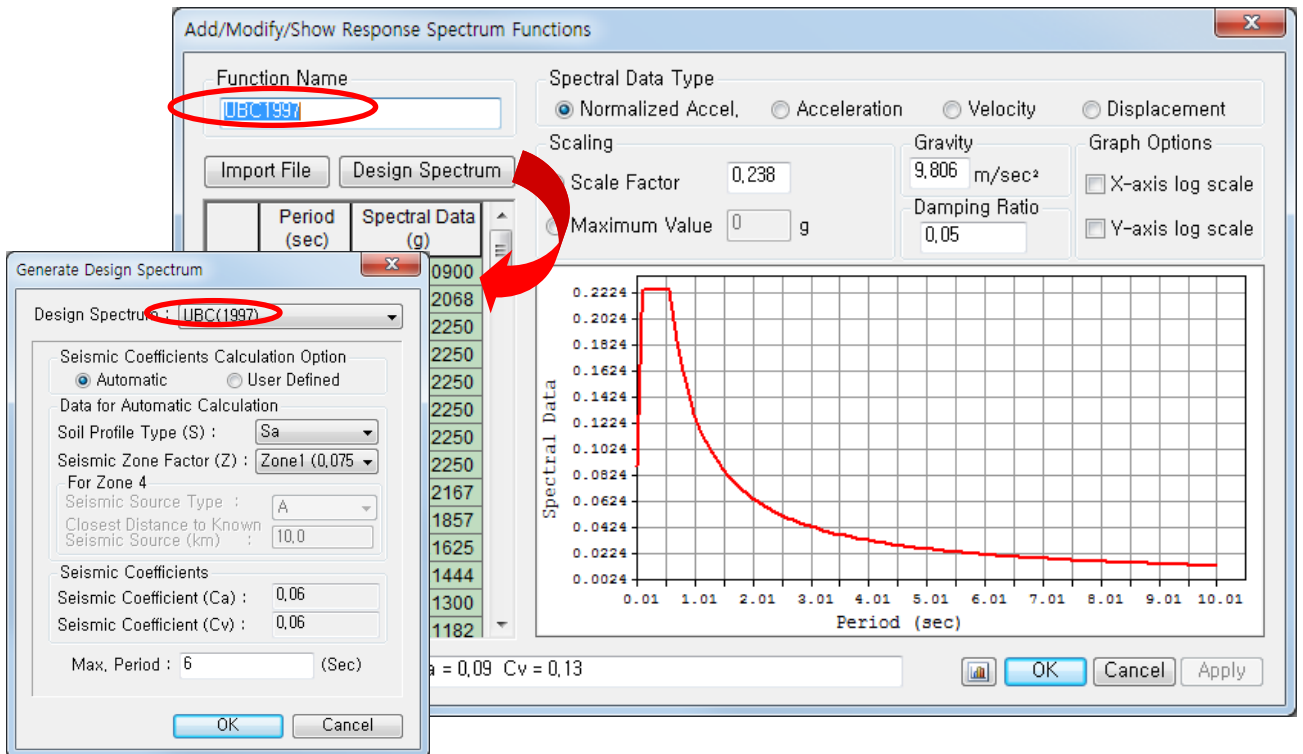 Add/Modify/Show Response Spectrum Functions
Function Name
UBC1997
Import File
Design Spectrum
Period (sec)
Spectral Data (g)
0900
2068
2250
2250
2250
2250
2250
2250
2167
1857
1625
1444
1300
1182
a = 0,09 Cv = 0,13
Spectral Data Type
Normalized Accel,
Acceleration
Velocity
Displacement
Scaling
Scale Factor
0,238
Maximum Value
0
g
Gravity
9,806 m/sec²
Damping Ratio
0,05
Graph Options
X-axis log scale
Y-axis log scale
Spectral Data
0.2224
0.2024
0.1824
0.1624
0.1424
0.1224
0.1024
0.0824
0.0624
0.0424
0.0224
0.0024
0.01 1.01 2.01 3.01 4.01 5.01 6.01 7.01 8.01 9.01 10.01
Period (sec)
OK
Cancel
Apply
Generate Design Spectrum
Design Spectrum : UBC(1997)
Seismic Coefficients Calculation Option
Automatic
User Defined
Data for Automatic Calculation
Soil Profile Type (S) : Sa
Seismic Zone Factor (Z) : Zone1 (0,075
For Zone 4
Seismic Source Type : A
Closest Distance to Known
Seismic Source (km) : 10,0
Seismic Coefficients
Seismic Coefficient (Ca) : 0,06
Seismic Coefficient (Cv) : 0,06
Max, Period : 6 (Sec)
OK
Cancel